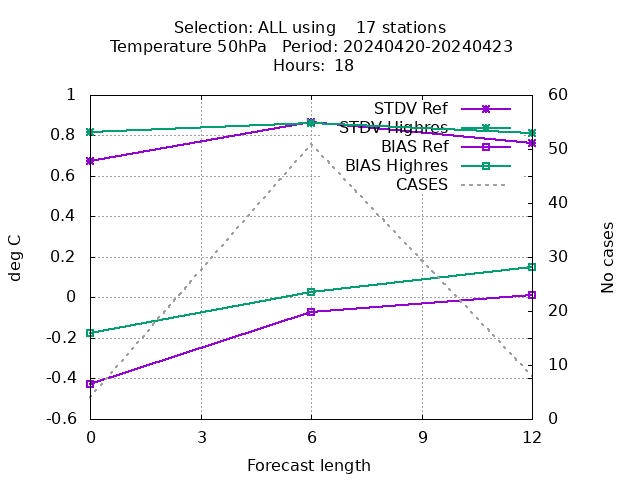 Selection: ALL using    17 stations
Temperature 50hPa   Period: 20240420-20240423
Hours: 18
1
0.8
0.6
0.4
0.2
0
-0.2
-0.4
-0.6
60
50
40
30
20
10
0
STDV Ref
STDV Highres
BIAS Ref
BIAS Highres
CASES
deg C
No cases
0 3 6 9 12
Forecast length